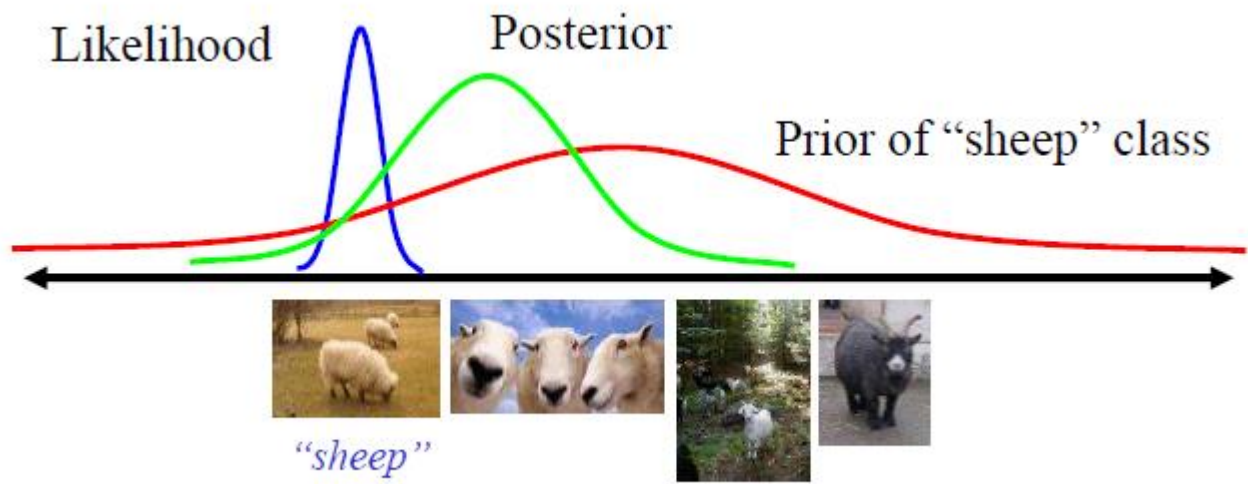 Likelihood
Posterior
Prior of “sheep” class
“sheep”